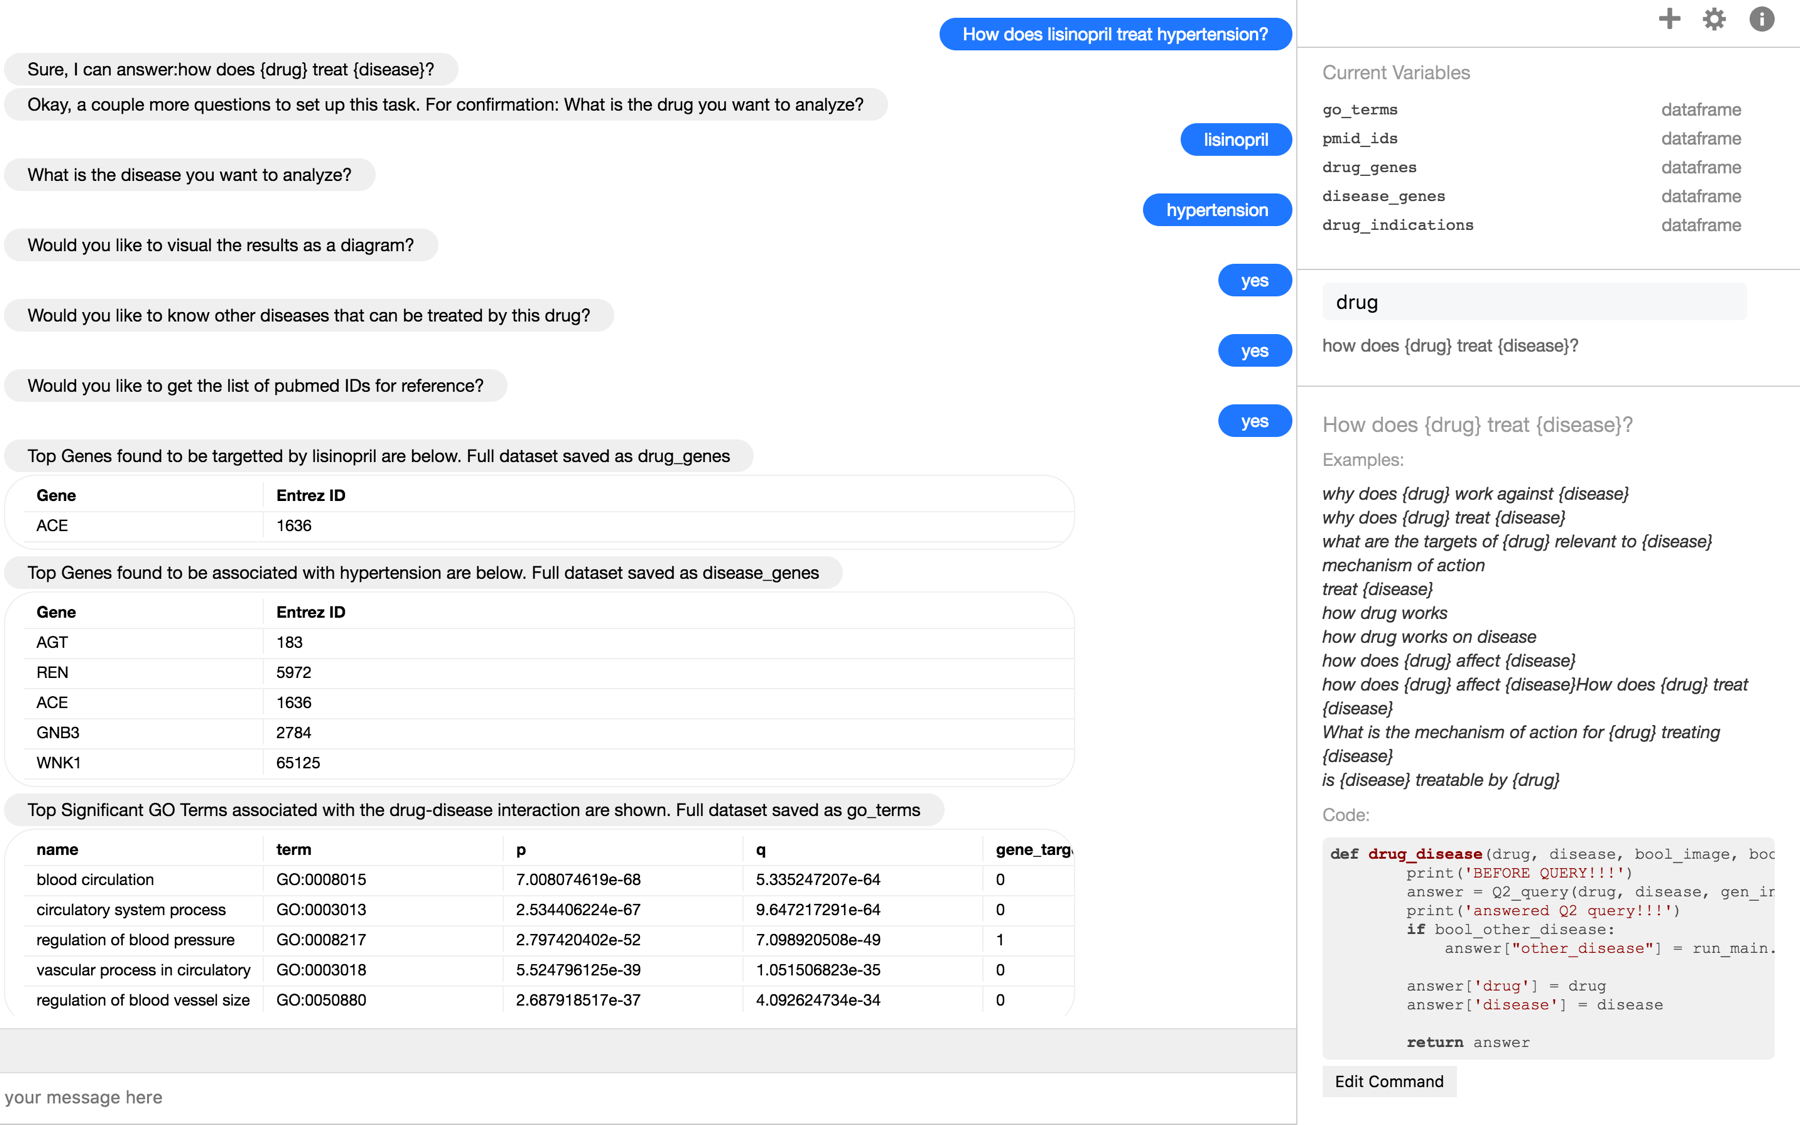 How does lisinopril treat hypertension?
Sure, I can answer:how does {drug} treat {disease}?
Okay, a couple more questions to set up this task. For confirmation: What is the drug you want to analyze?
lisinopril
What is the disease you want to analyze?
hypertension
Would you like to visual the results as a diagram?
yes
Would you like to know other diseases that can be treated by this drug?
yes
Would you like to get the list of pubmed IDs for reference?
yes
Top Genes found to be targetted by lisinopril are below. Full dataset saved as drug_genes
Gene Entrez ID
ACE 1636
Top Genes found to be associated with hypertension are below. Full dataset saved as disease_genes
Gene Entrez ID
AGT 183
REN 5972
ACE 1636
GNB3 2784
WNK1 65125
Top Significant GO Terms associated with the drug-disease interaction are shown. Full dataset saved as go_terms
name term p q gene_targ
blood circulation GO:0008015 7.008074619e-68 5.335247207e-64 0
circulatory system process GO:0003013 2.534406224e-67 9.647217291e-64 0
regulation of blood pressure GO:0008217 2.797420402e-52 7.098920508e-49 1
vascular process in circulatory GO:0003018 5.524796125e-39 1.051506823e-35 0
regulation of blood vessel size GO:0050880 2.687918517e-37 4.092624734e-34 0
your message here
Current Variables
go_terms dataframe
pmid_ids dataframe
drug_genes dataframe
disease_genes dataframe
drug_indications dataframe
drug
how does {drug} treat {disease}?
How does {drug} treat {disease}?
Examples:
why does {drug} work against {disease}
why does {drug} treat {disease}
what are the targets of {drug} relevant to {disease}
mechanism of action
treat {disease}
how drug works
how drug works on disease
how does {drug} affect {disease}
how does {drug} affect {disease}How does {drug} treat
{disease}
What is the mechanism of action for {drug} treating
{disease}
is {disease} treatable by {drug}
Code:
def drug_disease(drug, disease, bool_image, boo
print('BEFORE QUERY!!!')
answer = Q2_query(drug, disease, gen_in
print('answered Q2 query!!!')
if bool_other_disease:
answer["other_disease"] = run_main.
answer['drug'] = drug
answer['disease'] = disease
return answer
Edit Command